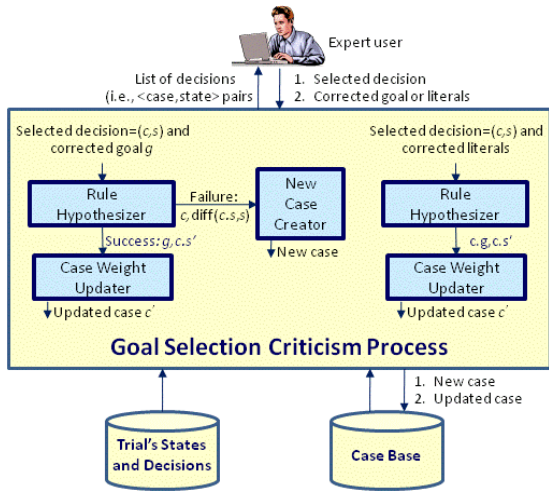 Expert user
List of decisions
(i.e., <case,state> pairs
1. Selected decision
2. Corrected goal or literals
Selected decision=(c,s) and
corrected goal g
Rule
Hypothesizer
Failure:
c, diff(c.s,s)
New
Case
Creator
New case
Success: g,c.s'
Case Weight
Updater
Updated case c'
Selected decision=(c,s) and
corrected literals
Rule
Hypothesizer
c.g,c.s'
Case Weight
Updater
Updated case c'
Goal Selection Criticism Process
1. New case
2. Updated case
Trial's States
and Decisions
Case Base